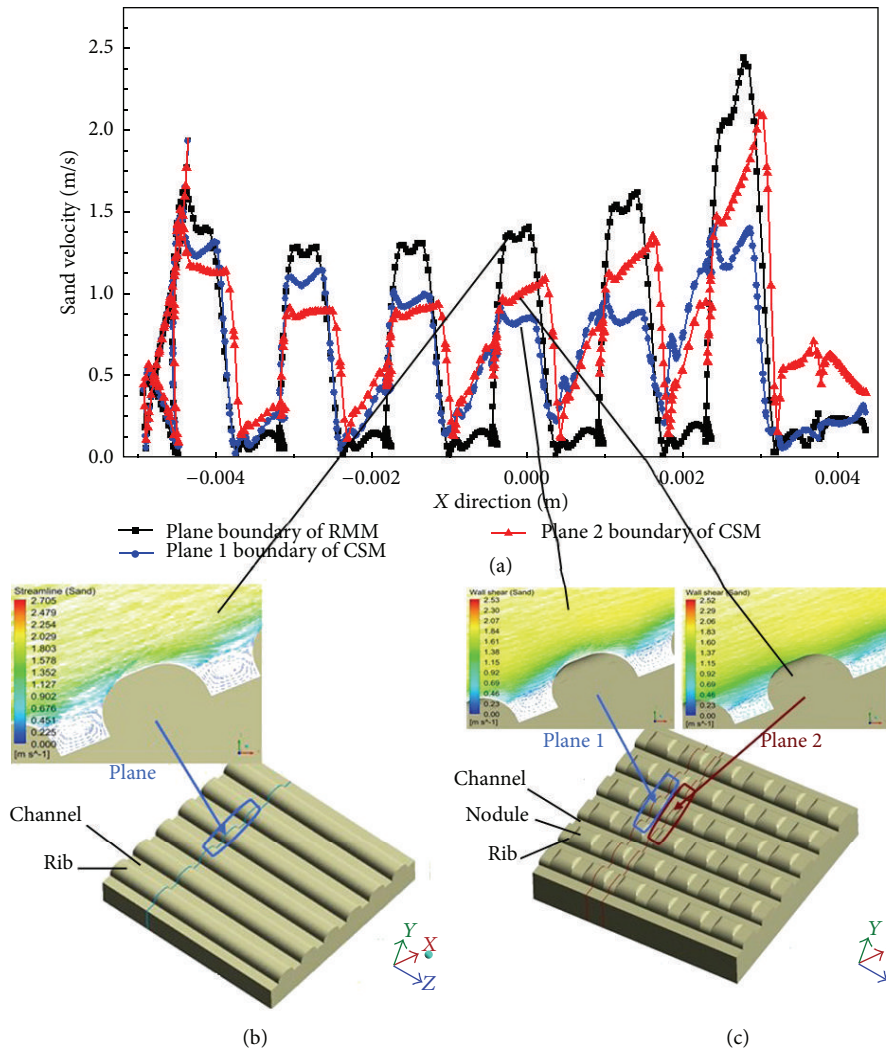 2.5
2.0
1.5
1.0
0.5
0.0
Sand velocity (m/s)
−0.004 −0.002 0.000 0.002 0.004
X direction (m)
Plane boundary of RMM
Plane 1 boundary of CSM
Plane 2 boundary of CSM
(a)
Streamline (Sand)
2.705
2.479
2.254
2.029
1.803
1.578
1.352
1.127
0.902
0.676
0.451
0.225
0.000
[m s^-1]
Plane
Channel
Rib
Y
X
Z
(b)
Wall shear (Sand)
2.53
2.30
2.07
1.84
1.61
1.38
1.15
0.92
0.69
0.46
0.23
0.00
[m s^-1]
Wall shear (Sand)
2.52
2.29
2.06
1.83
1.60
1.38
1.15
0.92
0.69
0.46
0.23
0.00
[m s^-1]
Plane 1
Plane 2
Channel
Nodule
Rib
Y
(c)